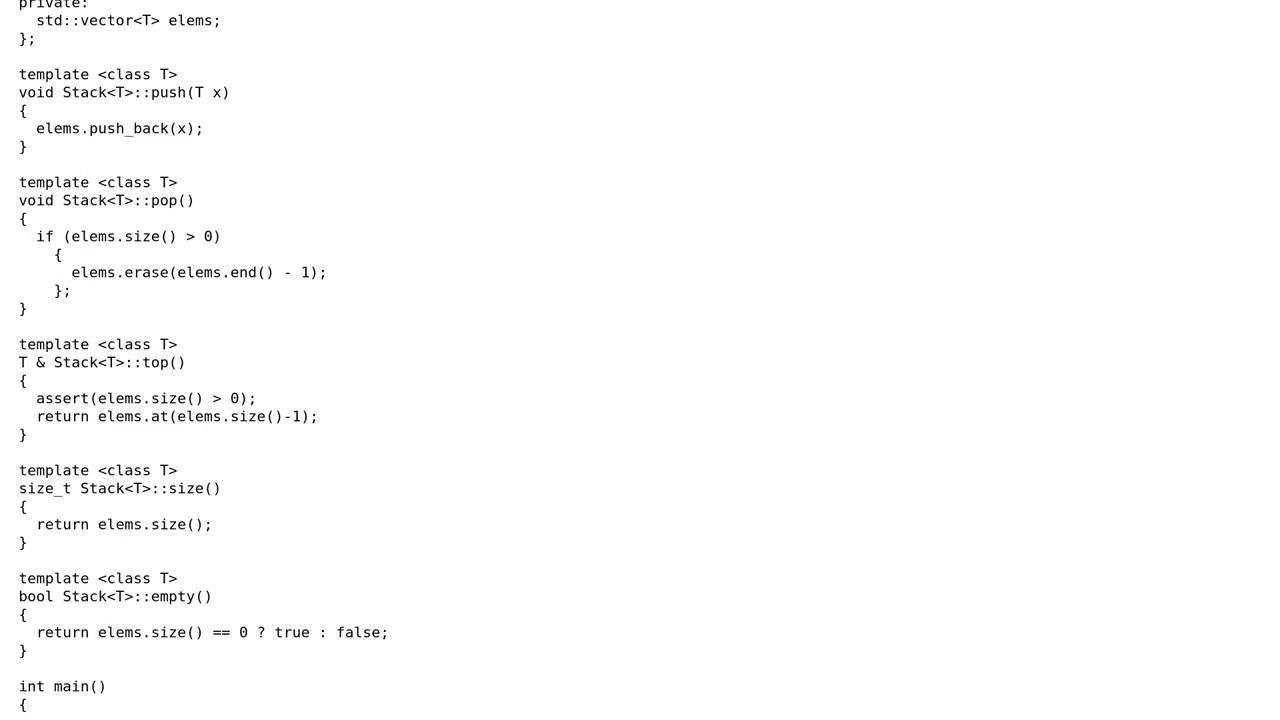 private:
  std::vector<T> elems;
};

template <class T>
void Stack<T>::push(T x)
{
  elems.push_back(x);
}

template <class T>
void Stack<T>::pop()
{
  if (elems.size() > 0)
    {
      elems.erase(elems.end() - 1);
    };
}

template <class T>
T & Stack<T>::top()
{
  assert(elems.size() > 0);
  return elems.at(elems.size()-1);
}

template <class T>
size_t Stack<T>::size()
{
  return elems.size();
}

template <class T>
bool Stack<T>::empty()
{
  return elems.size() == 0 ? true : false;
}

int main()
{